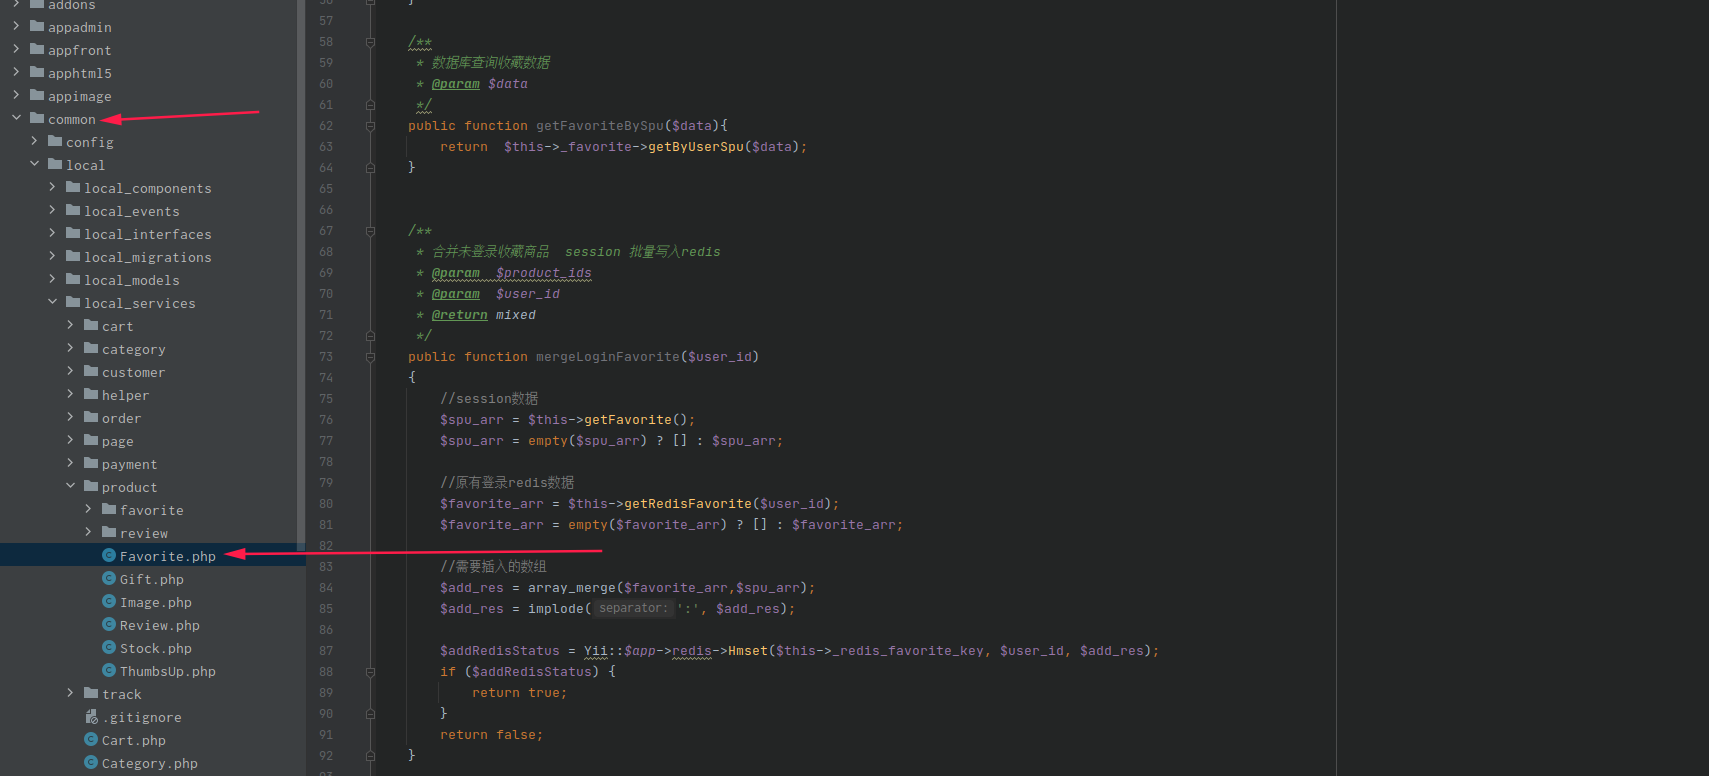 addons
appadmin
appfront
apphtml5
appimage
common
config
local
local_components
local_events
local_interfaces
local_migrations
local_models
local_services
cart
category
customer
helper
order
page
payment
product
favorite
review
Favorite.php
Gift.php
Image.php
Review.php
Stock.php
ThumbsUp.php
track
.gitignore
Cart.php
Category.php
56 }
57
58 /**
59 * 数据库查询收藏数据
60 * @param $data
61 */
62 public function getFavoriteBySpu($data){
63 return $this->_favorite->getByUserSpu($data);
64 }
65
66
67 /**
68 * 合并未登录收藏商品 session 批量写入redis
69 * @param $product_ids
70 * @param $user_id
71 * @return mixed
72 */
73 public function mergeLoginFavorite($user_id)
74 {
75 //session数据
76 $spu_arr = $this->getFavorite();
77 $spu_arr = empty($spu_arr) ? [] : $spu_arr;
78
79 //原有登录redis数据
80 $favorite_arr = $this->getRedisFavorite($user_id);
81 $favorite_arr = empty($favorite_arr) ? [] : $favorite_arr;
82
83 //需要插入的数组
84 $add_res = array_merge($favorite_arr,$spu_arr);
85 $add_res = implode( separator: ':', $add_res);
86
87 $addRedisStatus = Yii::$app->redis->Hmset($this->_redis_favorite_key, $user_id, $add_res);
88 if ($addRedisStatus) {
89 return true;
90 }
91 return false;
92 }
93